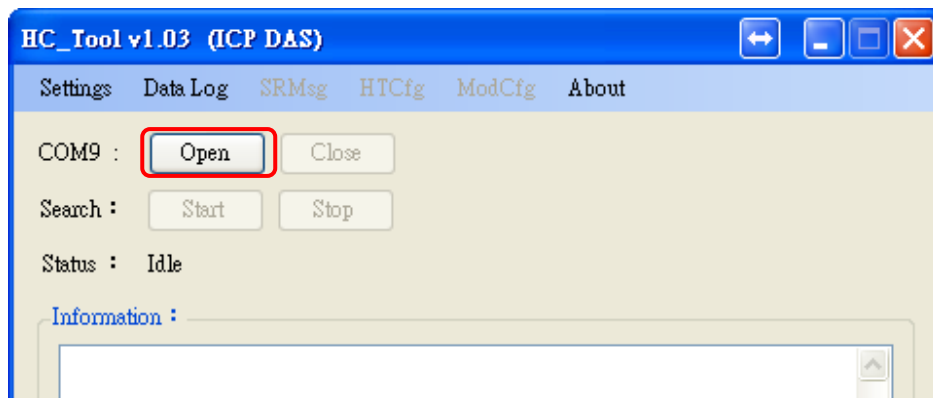 HC_Tool v1.03 (ICP DAS)
Settings Data Log SRMsg HTCfg ModCfg About
COM9 : Open Close
Search： Start Stop
Status ： Idle
Information：